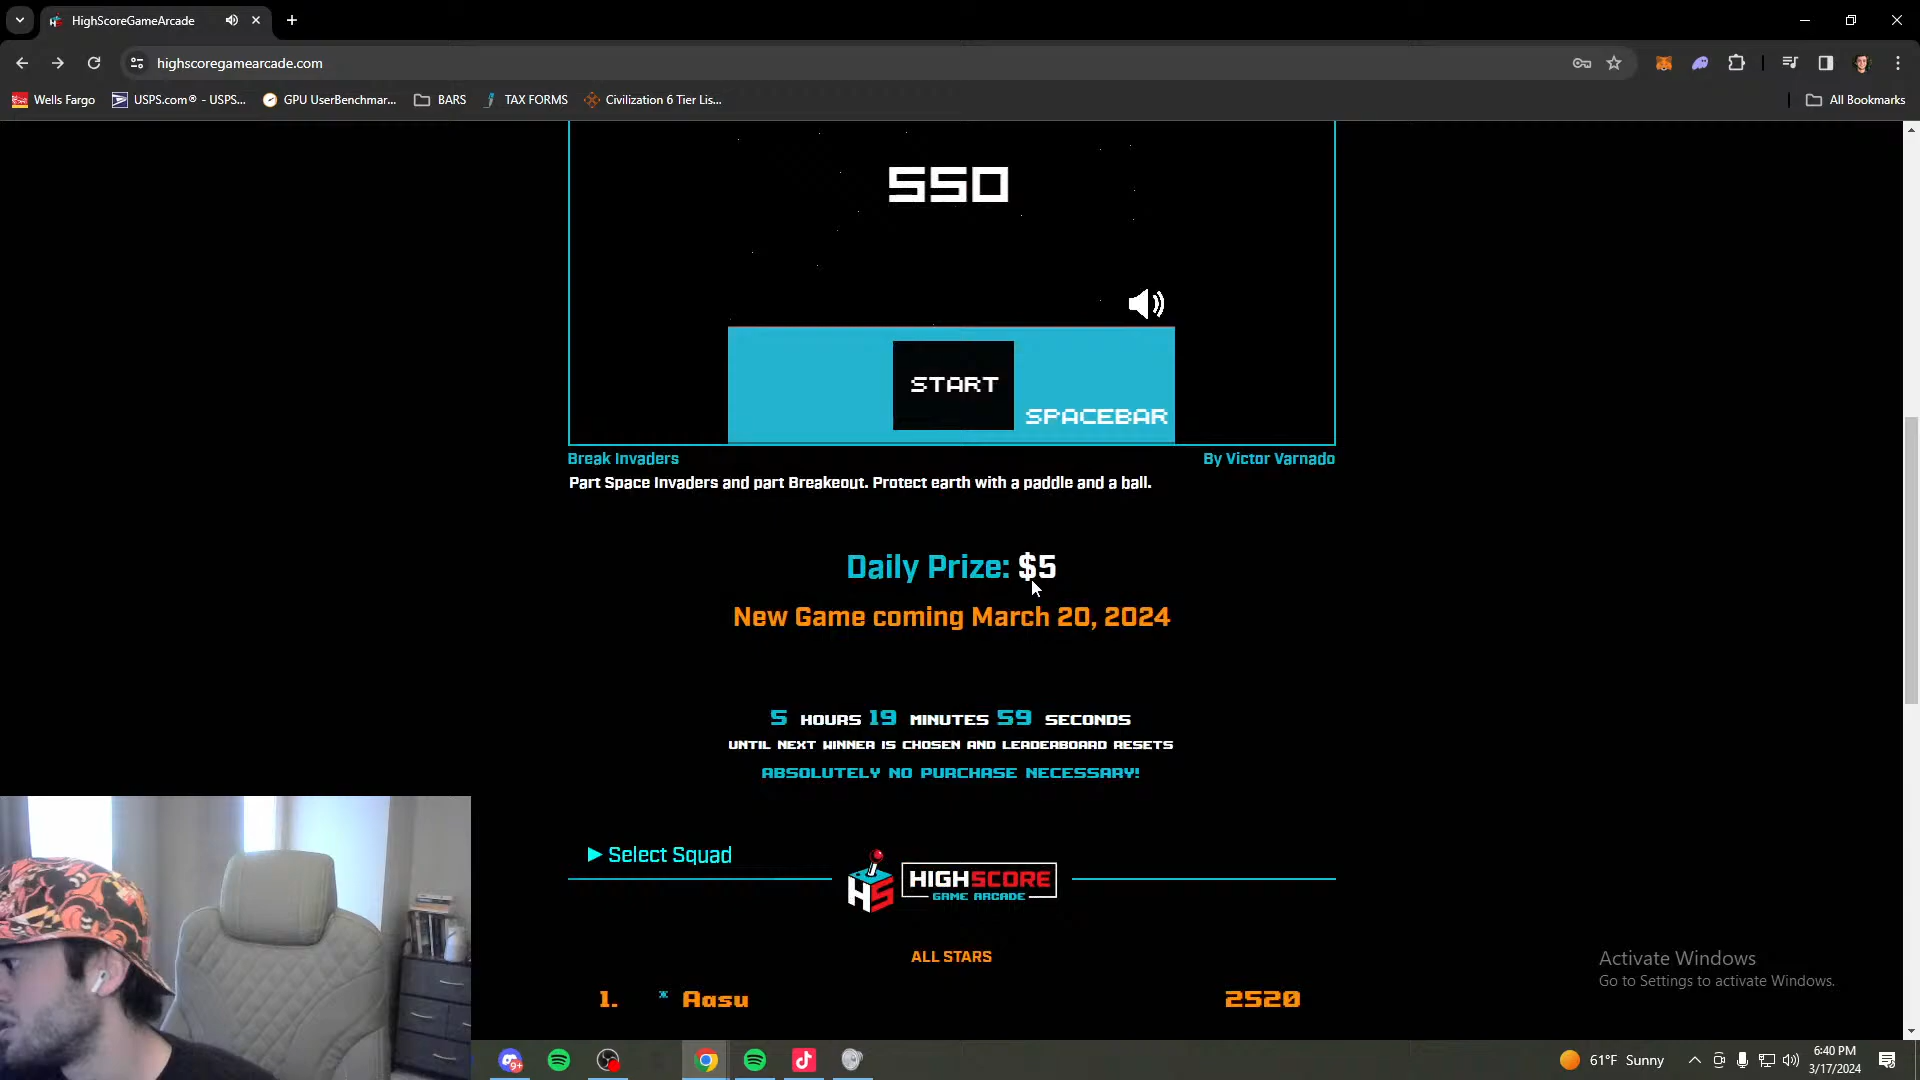 HighScoreGameArcade
highscoregamearcade.com
Wells Fargo
USPS.com® - USPS...
GPU UserBenchmar...
BARS
TAX FORMS
Civilization 6 Tier Lis...
All Bookmarks
550
START
SPACEBAR
Break Invaders
By Victor Varnado
Part Space Invaders and part Breakeout. Protect earth with a paddle and a ball.
Daily Prize: $5
New Game coming March 20, 2024
5 HOURS 19 MINUTES 59 SECONDS
UNTIL NEXT WINNER IS CHOSEN AND LEADERBOARD RESETS
ABSOLUTELY NO PURCHASE NECESSARY!
Select Squad
HS
HIGHSCORE
GAME ARCADE
ALL STARS
1. * Aasu 2520
Activate Windows
Go to Settings to activate Windows.
9+
61°F Sunny
6:40 PM
3/17/2024